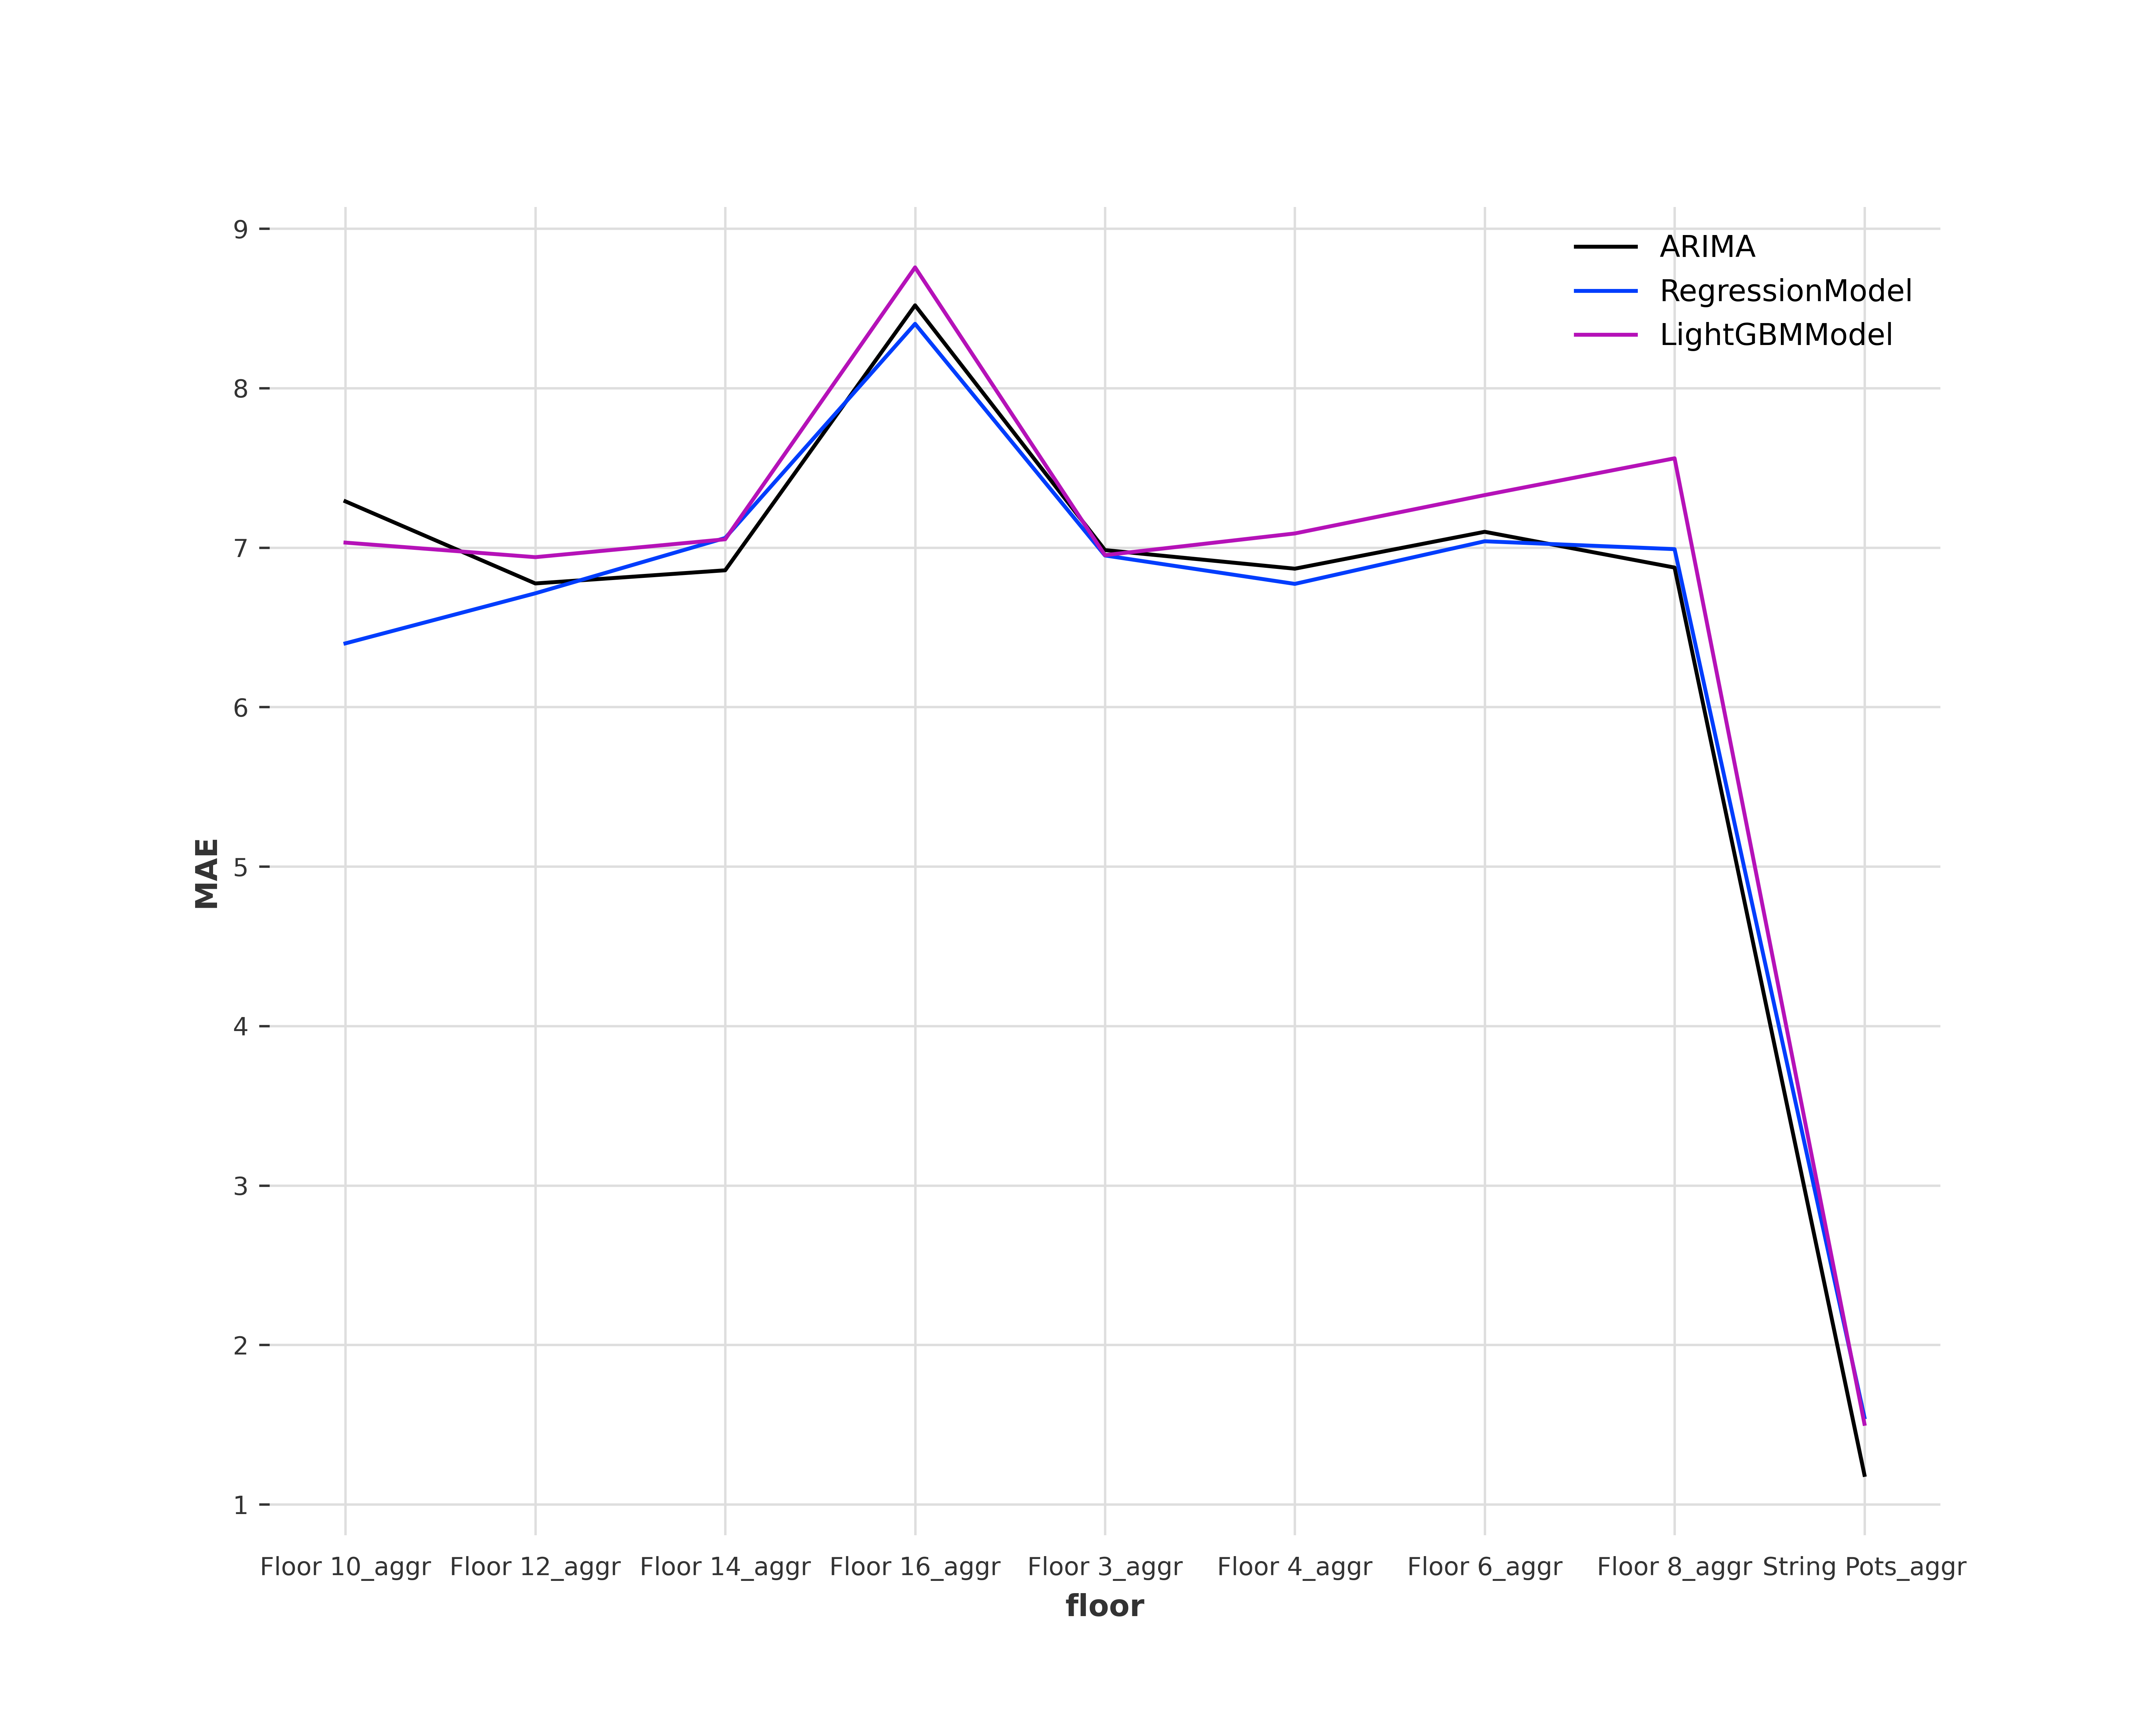 9
8
7
6
5
4
3
2
1
MAE
ARIMA
RegressionModel
LightGBMModel
Floor 10_aggr Floor 12_aggr Floor 14_aggr Floor 16_aggr Floor 3_aggr Floor 4_aggr Floor 6_aggr Floor 8_aggr String Pots_aggr
floor